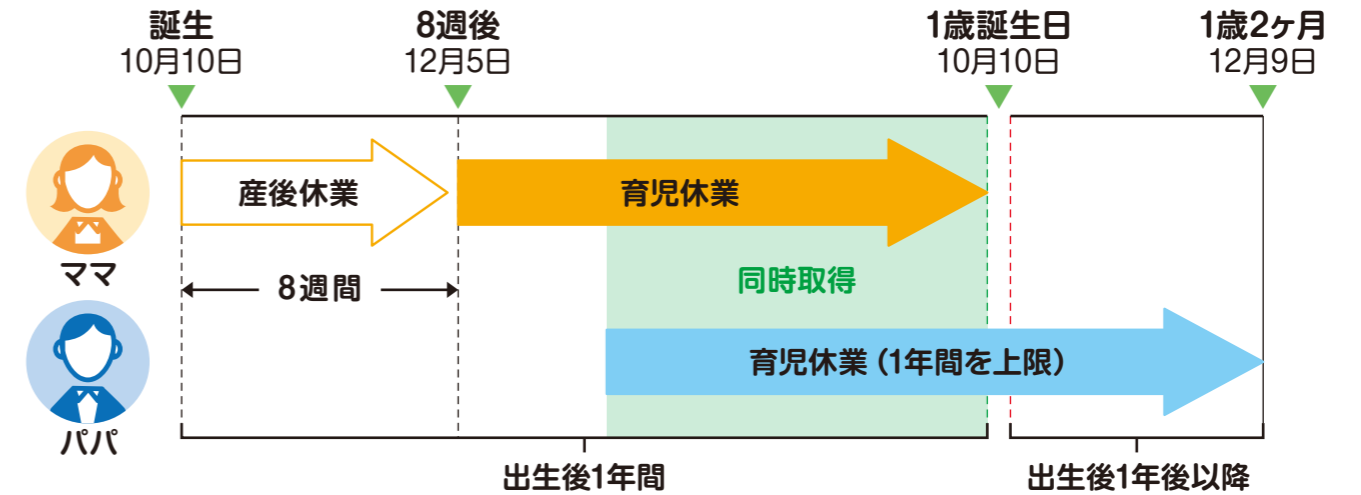 誕生
10月10日
8週後
12月5日
1歳誕生日
10月10日
1歳2ヶ月
12月9日
産後休業
育児休業
ママ
8週間
同時取得
育児休業（1年間を上限）
パパ
出生後1年間
出生後1年後以降